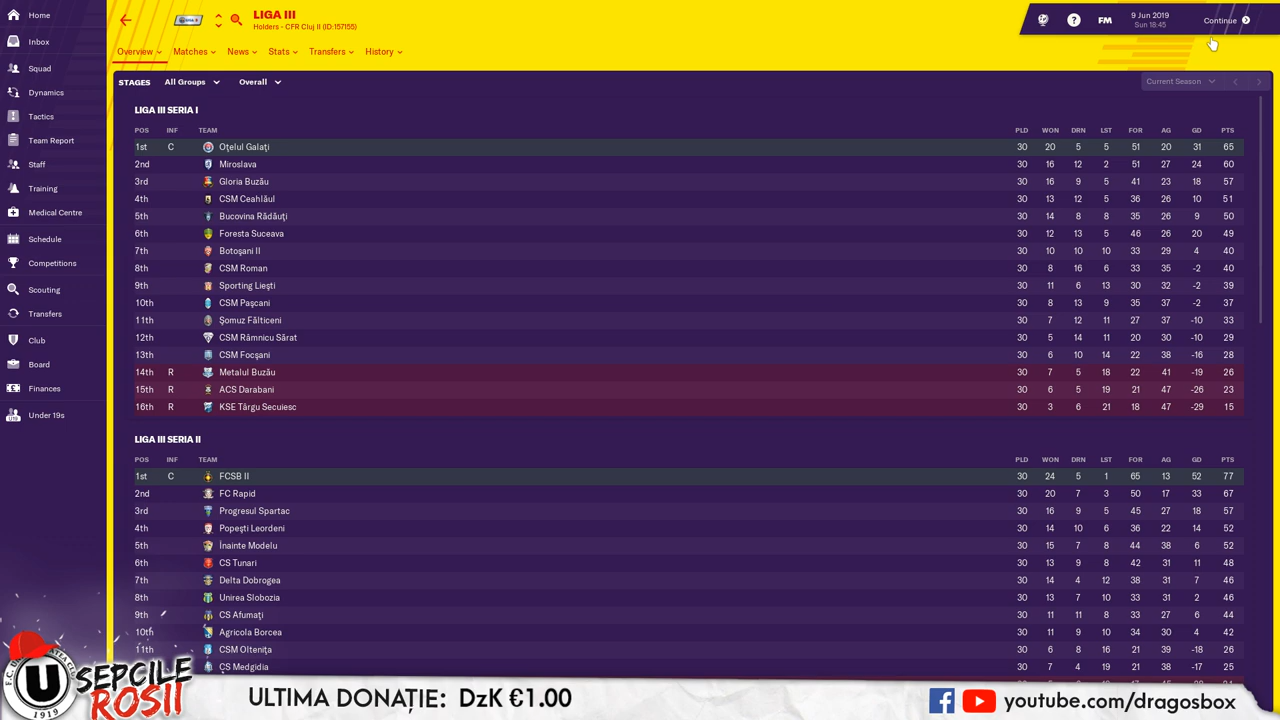 Home
Inbox
Squad
Dynamics
Tactics
Team Report
Staff
Training
Medical Centre
Schedule
Competitions
Scouting
Transfers
Club
Board
Finances
Under 19s
LIGA III
Holders - CFR Cluj II (ID:157155)
9 Jun 2019
Sun 18:45
FM
Continue
Overview Matches News Stats Transfers History
STAGES All Groups Overall Current Season
LIGA III SERIA I
POS INF TEAM PLD WON DRN LST FOR AG GD PTS
1st C Oțelul Galați 30 20 5 5 51 20 31 65
2nd Miroslava 30 16 12 2 51 27 24 60
3rd Gloria Buzău 30 16 9 5 41 23 18 57
4th CSM Ceahlăul 30 13 12 5 36 26 10 51
5th Bucovina Rădăuți 30 14 8 8 35 26 9 50
6th Foresta Suceava 30 12 13 5 46 26 20 49
7th Botoșani II 30 10 10 10 33 29 4 40
8th CSM Roman 30 8 16 6 33 35 -2 40
9th Sporting Liești 30 11 6 13 30 32 -2 39
10th CSM Pașcani 30 8 13 9 35 37 -2 37
11th Șomuz Fălticeni 30 7 12 11 27 37 -10 33
12th CSM Râmnicu Sărat 30 5 14 11 20 30 -10 29
13th CSM Focșani 30 6 10 14 22 38 -16 28
14th R Metalul Buzău 30 7 5 18 22 41 -19 26
15th R ACS Darabani 30 6 5 19 21 47 -26 23
16th R KSE Târgu Secuiesc 30 3 6 21 18 47 -29 15
LIGA III SERIA II
POS INF TEAM PLD WON DRN LST FOR AG GD PTS
1st C FCSB II 30 24 5 1 65 13 52 77
2nd FC Rapid 30 20 7 3 50 17 33 67
3rd Progresul Spartac 30 16 9 5 45 27 18 57
4th Popești Leordeni 30 14 10 6 36 22 14 52
5th Înainte Modelu 30 15 7 8 44 38 6 52
6th CS Tunari 30 13 9 8 42 31 11 48
7th Delta Dobrogea 30 14 4 12 38 31 7 46
8th Unirea Slobozia 30 13 7 10 33 31 2 46
9th CS Afumați 30 11 11 8 33 27 6 44
10th Agricola Borcea 30 11 9 10 34 30 4 42
11th CSM Oltenița 30 6 8 16 21 39 -18 26
CS Medgidia 30 7 4 19 21 38 -17 25
U
1919
SEPCILE
ROSII
ULTIMA DONAȚIE: DzK €1.00
youtube.com/dragosbox